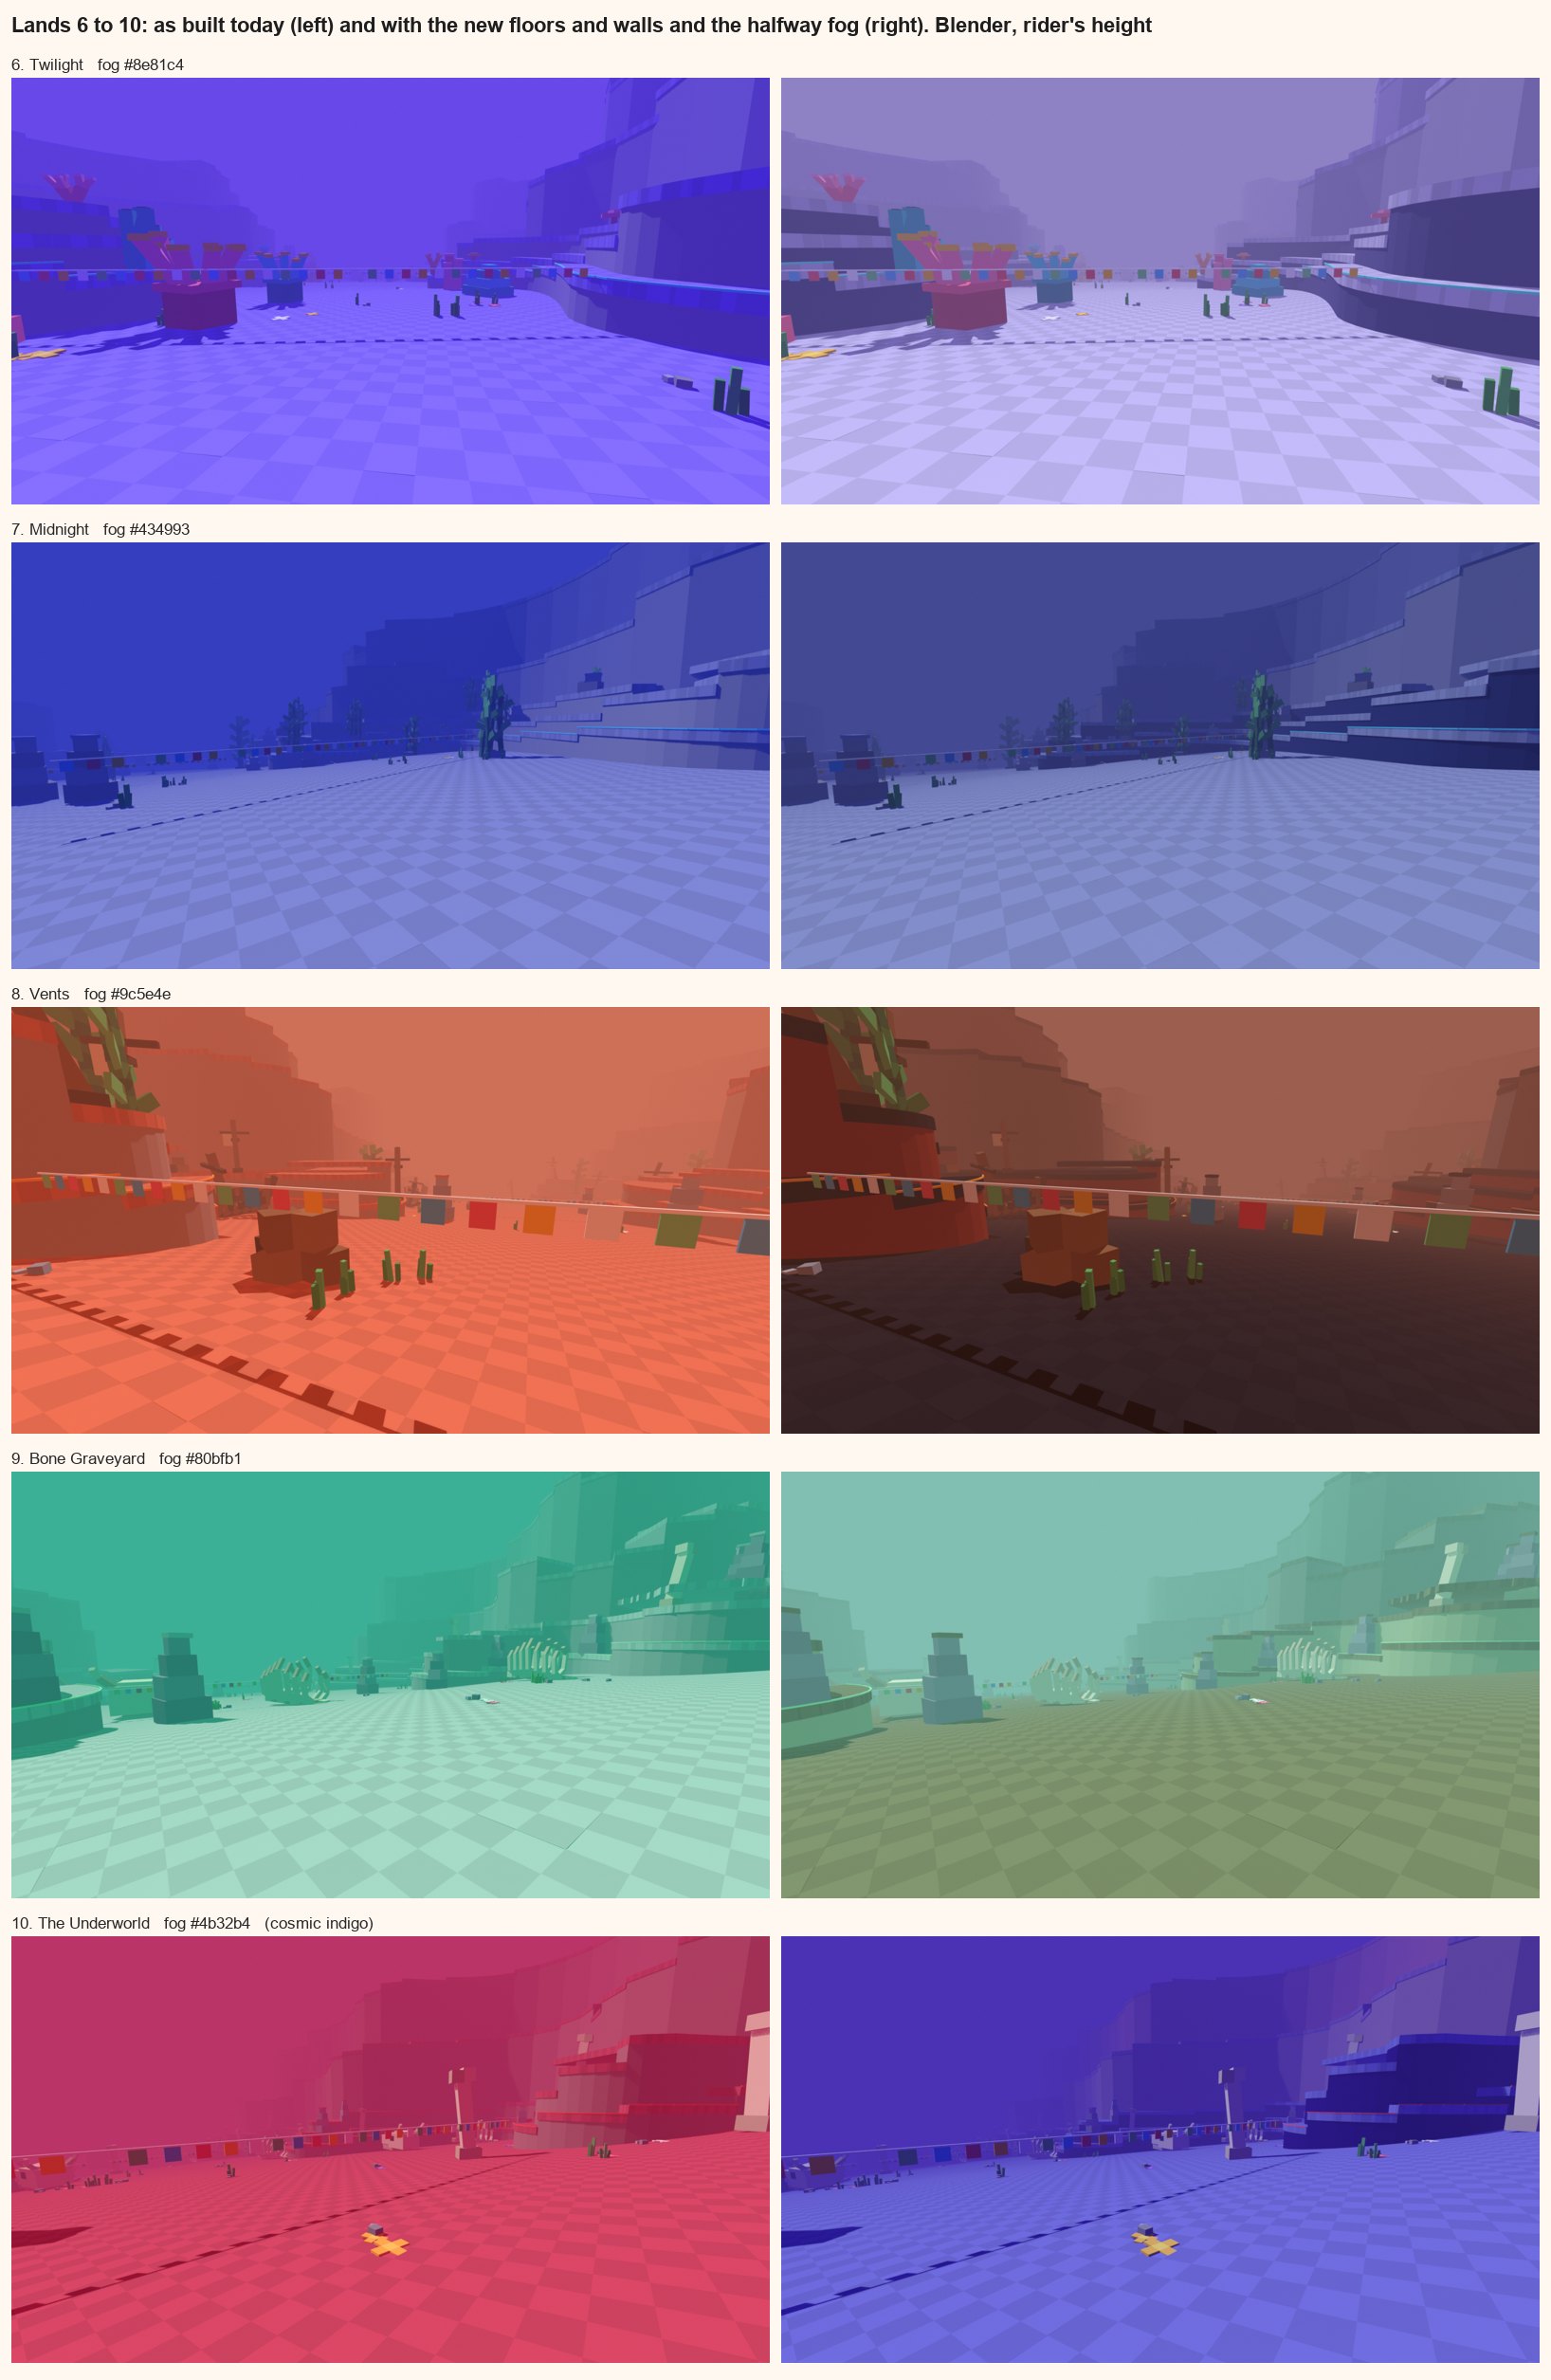 Lands 6 to 10: as built today (left) and with the new floors and walls and the halfway fog (right). Blender, rider's height
6. Twilight fog #8e81c4
7. Midnight fog #434993
8. Vents fog #9c5e4e
9. Bone Graveyard fog #80bfb1
10. The Underworld fog #4b32b4 (cosmic indigo)